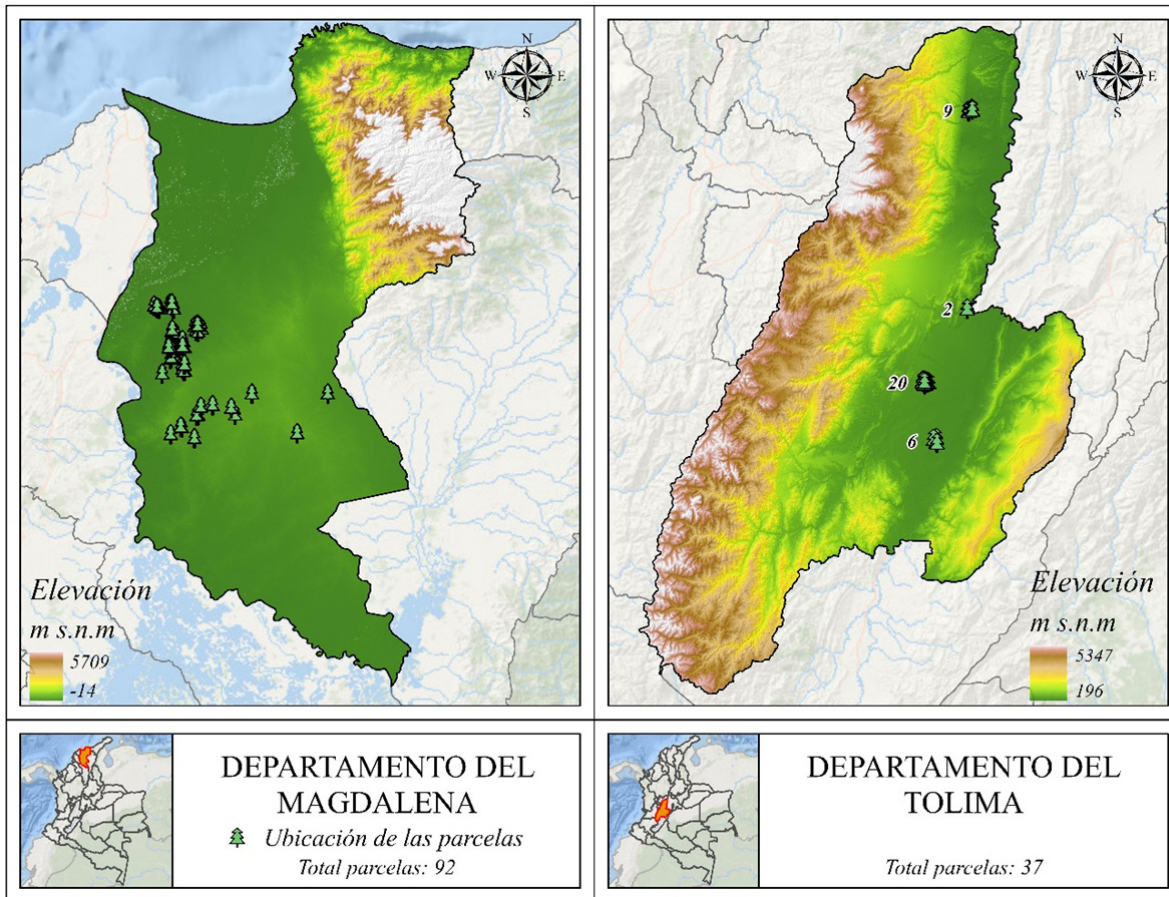 N
W E
S
Elevación
m s.n.m
5709
-14
N
W E
S
9
2
20
6
Elevación
m s.n.m
5347
196
DEPARTAMENTO DEL
MAGDALENA
Ubicación de las parcelas
Total parcelas: 92
DEPARTAMENTO DEL
TOLIMA
Total parcelas: 37